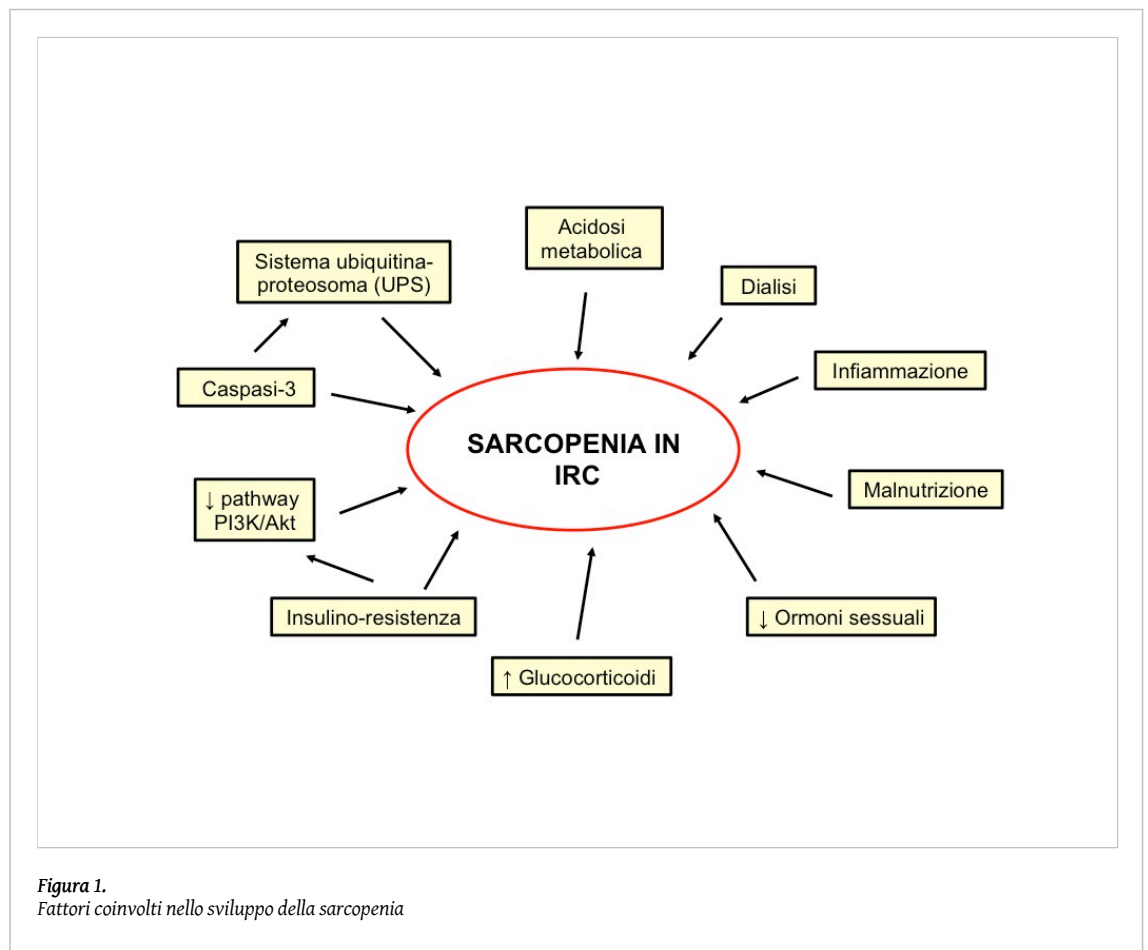 Acidosi
metabolica
Sistema ubiquitina-
proteosoma (UPS)
Dialisi
Infiammazione
Caspasi-3
SARCOPENIA IN
IRC
Malnutrizione
↓ pathway
PI3K/Akt
Insulino-resistenza
↓ Ormoni sessuali
↑ Glucocorticoidi
Figura 1.
Fattori coinvolti nello sviluppo della sarcopenia